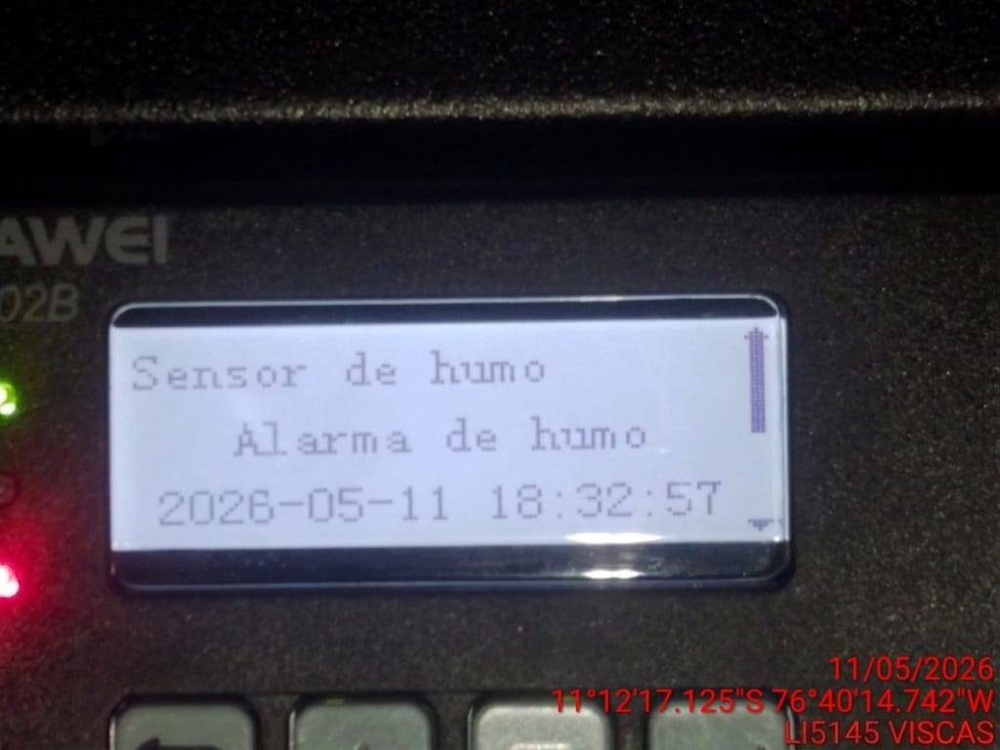 AWEI
02B
Sensor de humo
Alarma de humo
2026-05-11 18:32:57
11/05/2026
11°12'17.125"S 76°40'14.742"W
LI5145 VISCAS